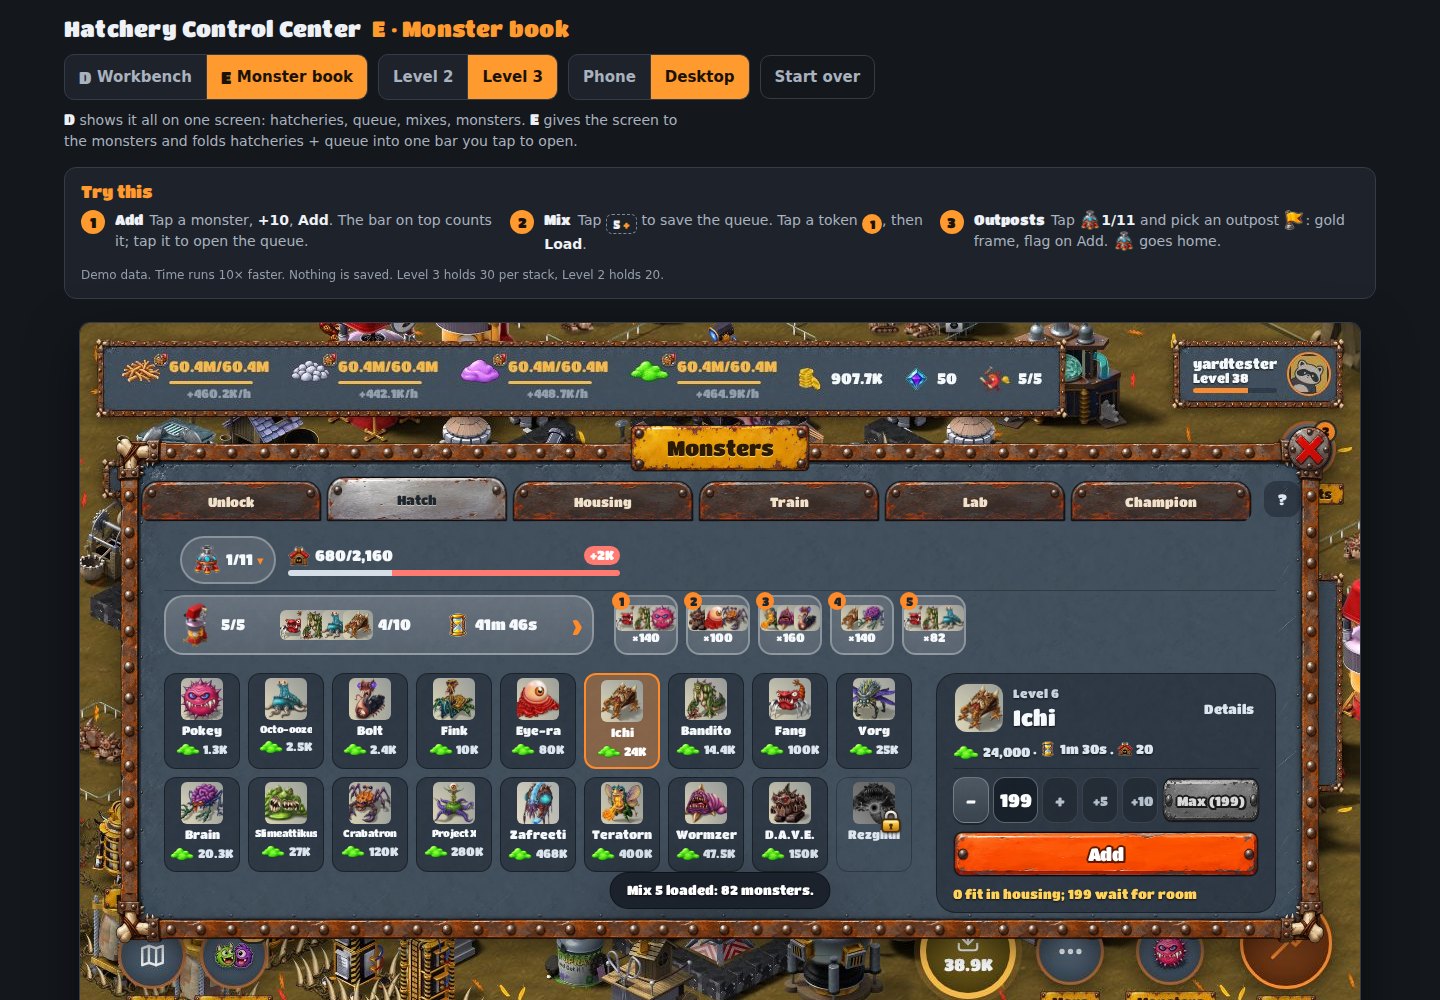 Hatchery Control Center E · Monster book
D Workbench E Monster book Level 2 Level 3 Phone Desktop Start over
D shows it all on one screen: hatcheries, queue, mixes, monsters. E gives the screen to
the monsters and folds hatcheries + queue into one bar you tap to open.
Try this
1 Add Tap a monster, +10, Add. The bar on top counts
it; tap it to open the queue.
2 Mix Tap 5+ to save the queue. Tap a token 1, then
Load.
3 Outposts Tap 1/11 and pick an outpost : gold
frame, flag on Add. goes home.
Demo data. Time runs 10× faster. Nothing is saved. Level 3 holds 30 per stack, Level 2 holds 20.
60.4M/60.4M 60.4M/60.4M 60.4M/60.4M 60.4M/60.4M 907.7K 50 5/5
+460.2K/h +442.1K/h +448.7K/h +464.9K/h
yardtester
Level 38
Monsters
Unlock Hatch Housing Train Lab Champion ?
1/11 680/2,160 +2K
5/5 4/10 41m 46s
1 2 3 4 5
×140 ×100 ×160 ×140 ×82
Pokey Octo-ooze Bolt Fink Eye-ra Ichi Bandito Fang Vorg
1.3K 2.5K 2.4K 10K 80K 24K 14.4K 100K 25K
Brain Slimeattikus Crabatron Project X Zafreeti Teratorn Wormzer D.A.V.E. Rezghul
20.3K 27K 120K 280K 468K 400K 47.5K 150K
Level 6
Ichi
Details
24,000 · 1m 30s · 20
- 199 + +5 +10 Max (199)
Add
0 fit in housing; 199 wait for room
Mix 5 loaded: 82 monsters.
38.9K